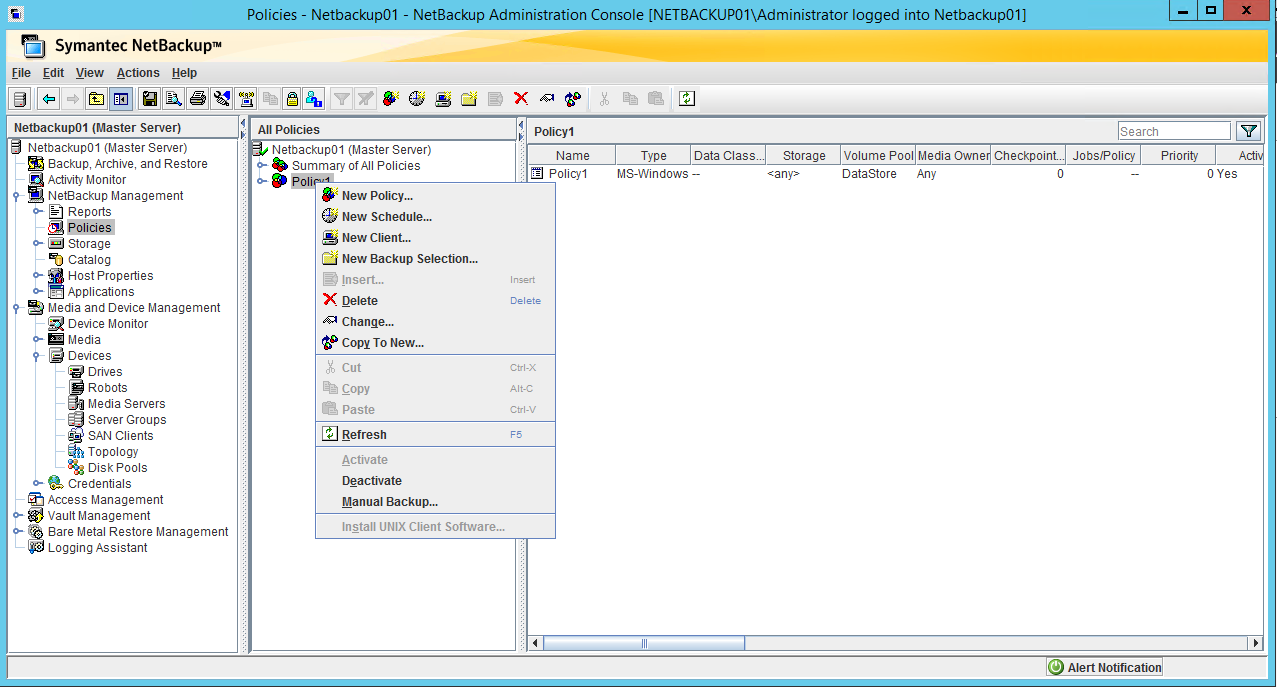 Policies - Netbackup01 - NetBackup Administration Console [NETBACKUP01\Administrator logged into Netbackup01]
Symantec NetBackup™
File Edit View Actions Help
Netbackup01 (Master Server)
Netbackup01 (Master Server)
Backup, Archive, and Restore
Activity Monitor
NetBackup Management
Reports
Policies
Storage
Catalog
Host Properties
Applications
Media and Device Management
Device Monitor
Media
Devices
Drives
Robots
Media Servers
Server Groups
SAN Clients
Topology
Disk Pools
Credentials
Access Management
Vault Management
Bare Metal Restore Management
Logging Assistant
All Policies
Netbackup01 (Master Server)
Summary of All Policies
Policy1
New Policy...
New Schedule...
New Client...
New Backup Selection...
Insert... Insert
Delete Delete
Change...
Copy To New...
Cut Ctrl-X
Copy Alt-C
Paste Ctrl-V
Refresh F5
Activate
Deactivate
Manual Backup...
Install UNIX Client Software...
Policy1 Search
Name Type Data Class... Storage Volume Pool Media Owner Checkpoint... Jobs/Policy Priority Activ
Policy1 MS-Windows -- <any> DataStore Any 0 -- 0 Yes
Alert Notification